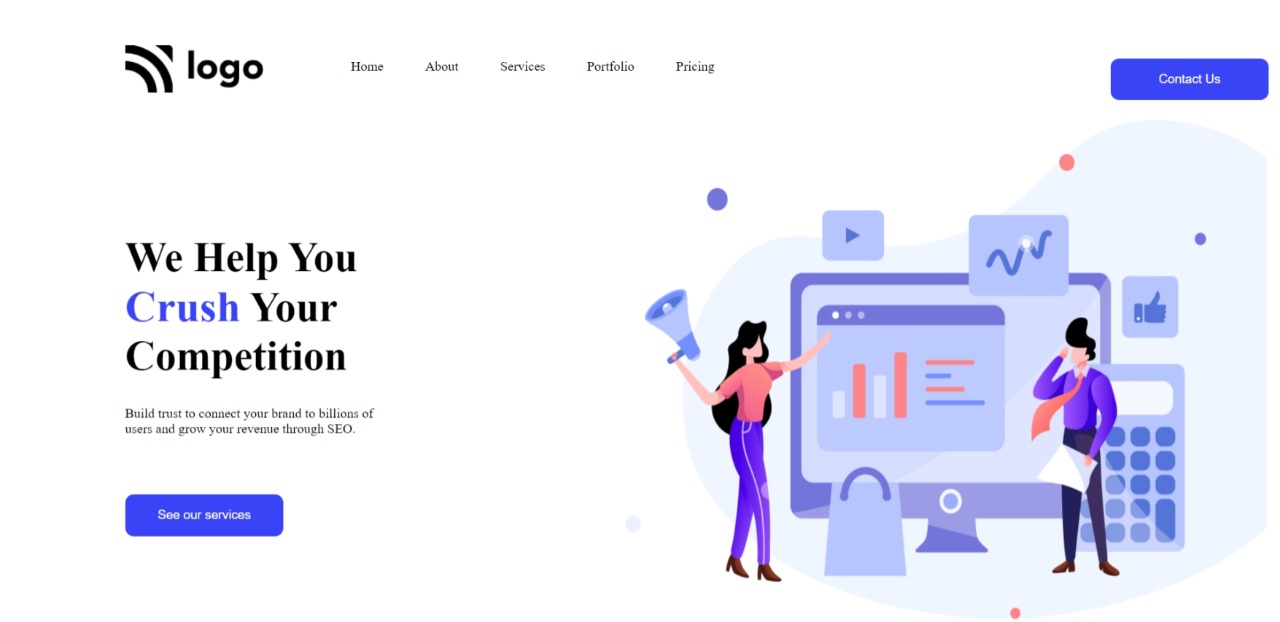 logo
Home About Services Portfolio Pricing
Contact Us
We Help You
Crush Your
Competition
Build trust to connect your brand to billions of
users and grow your revenue through SEO.
See our services